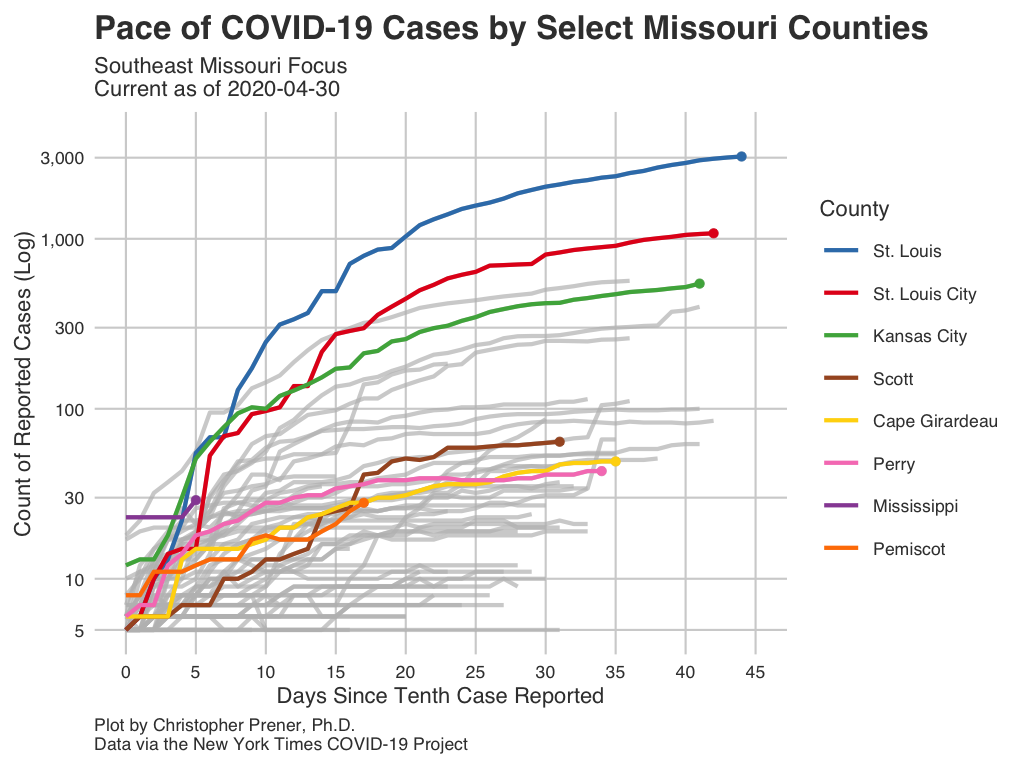 Pace of COVID-19 Cases by Select Missouri Counties
Southeast Missouri Focus
Current as of 2020-04-30
Count of Reported Cases (Log)
3,000
1,000
300
100
30
10
5
0 5 10 15 20 25 30 35 40 45
Days Since Tenth Case Reported
County
St. Louis
St. Louis City
Kansas City
Scott
Cape Girardeau
Perry
Mississippi
Pemiscot
Plot by Christopher Prener, Ph.D.
Data via the New York Times COVID-19 Project